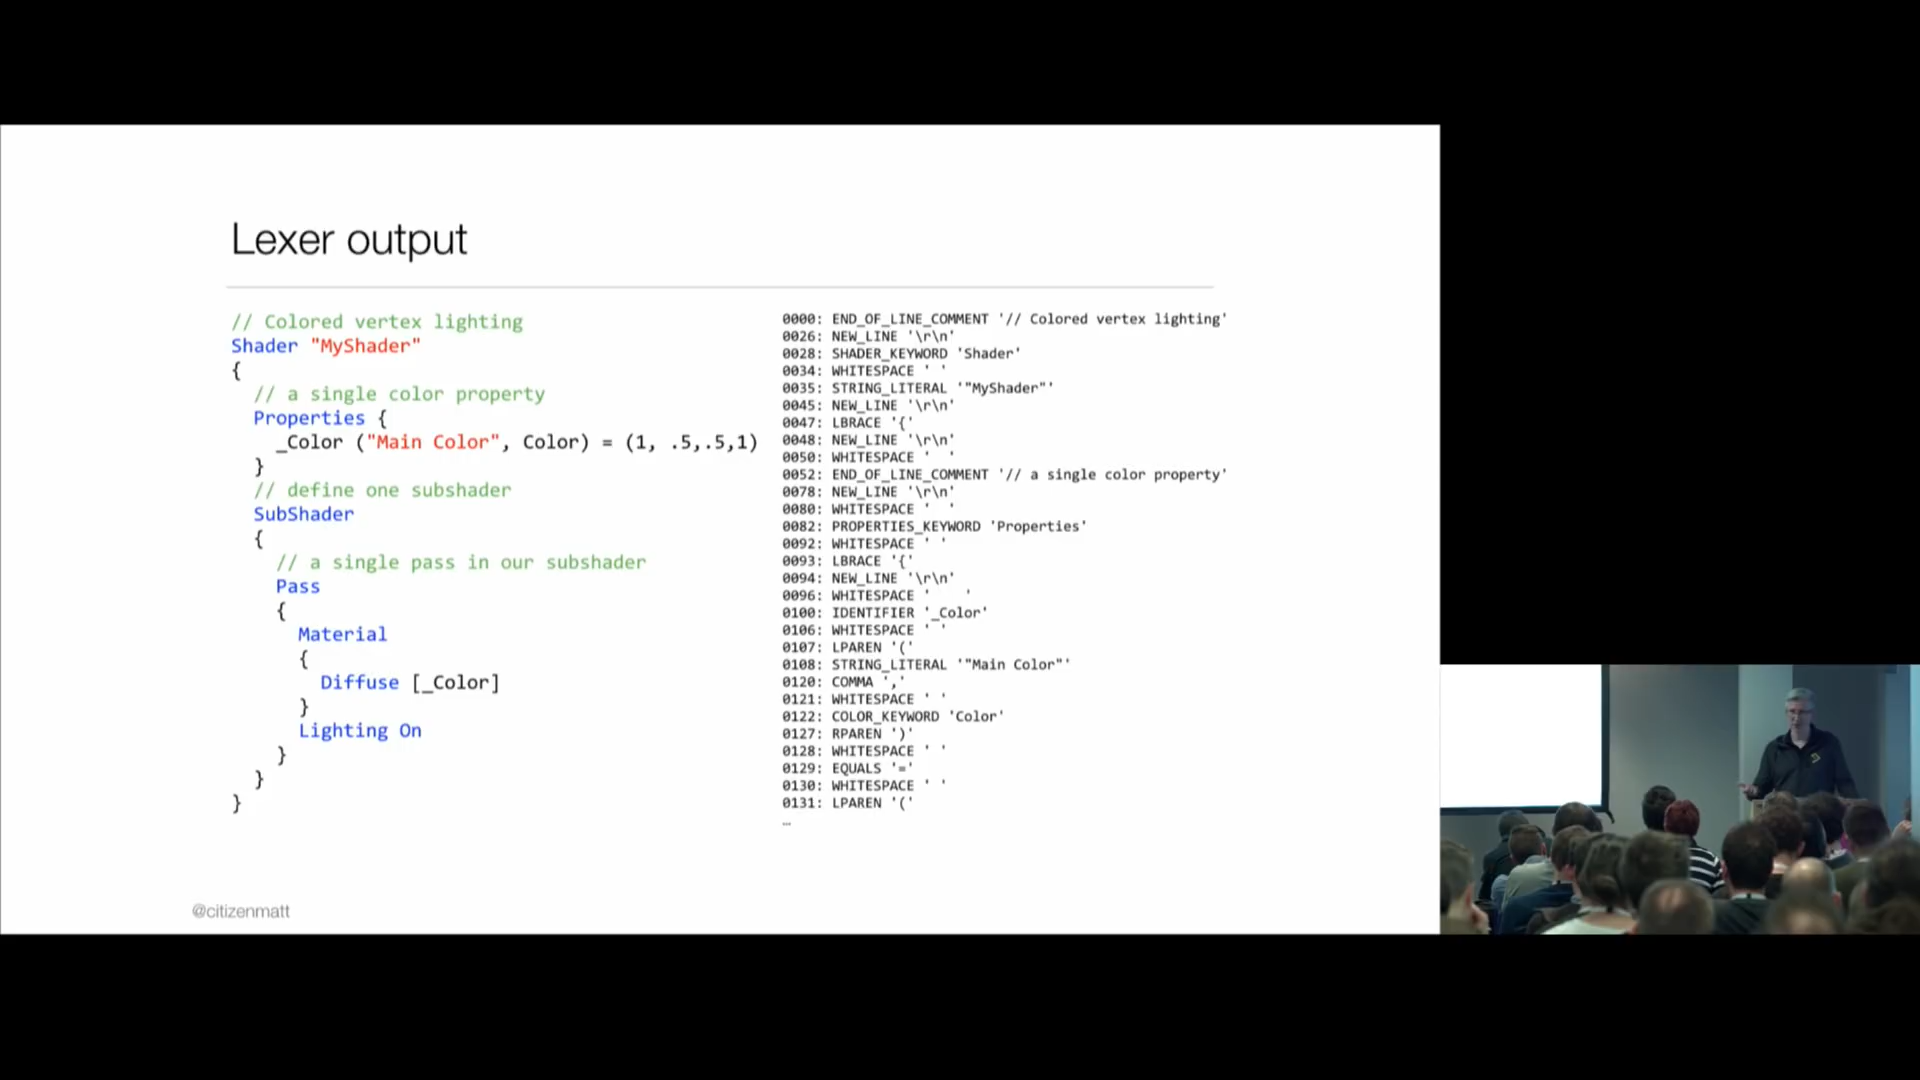 Lexer output
// Colored vertex lighting
Shader "MyShader"
{
// a single color property
Properties {
_Color ("Main Color", Color) = (1, .5,.5,1)
}
// define one subshader
SubShader
{
// a single pass in our subshader
Pass
{
Material
{
Diffuse [_Color]
}
Lighting On
}
}
}
0000: END_OF_LINE_COMMENT '// Colored vertex lighting'
0026: NEW_LINE '\r\n'
0028: SHADER_KEYWORD 'Shader'
0034: WHITESPACE ' '
0035: STRING_LITERAL '"MyShader"'
0045: NEW_LINE '\r\n'
0047: LBRACE '{'
0048: NEW_LINE '\r\n'
0050: WHITESPACE '  '
0052: END_OF_LINE_COMMENT '// a single color property'
0078: NEW_LINE '\r\n'
0080: WHITESPACE '  '
0082: PROPERTIES_KEYWORD 'Properties'
0092: WHITESPACE ' '
0093: LBRACE '{'
0094: NEW_LINE '\r\n'
0096: WHITESPACE '    '
0100: IDENTIFIER '_Color'
0106: WHITESPACE ' '
0107: LPAREN '('
0108: STRING_LITERAL '"Main Color"'
0120: COMMA ','
0121: WHITESPACE ' '
0122: COLOR_KEYWORD 'Color'
0127: RPAREN ')'
0128: WHITESPACE ' '
0129: EQUALS '='
0130: WHITESPACE ' '
0131: LPAREN '('
…
@citizenmatt